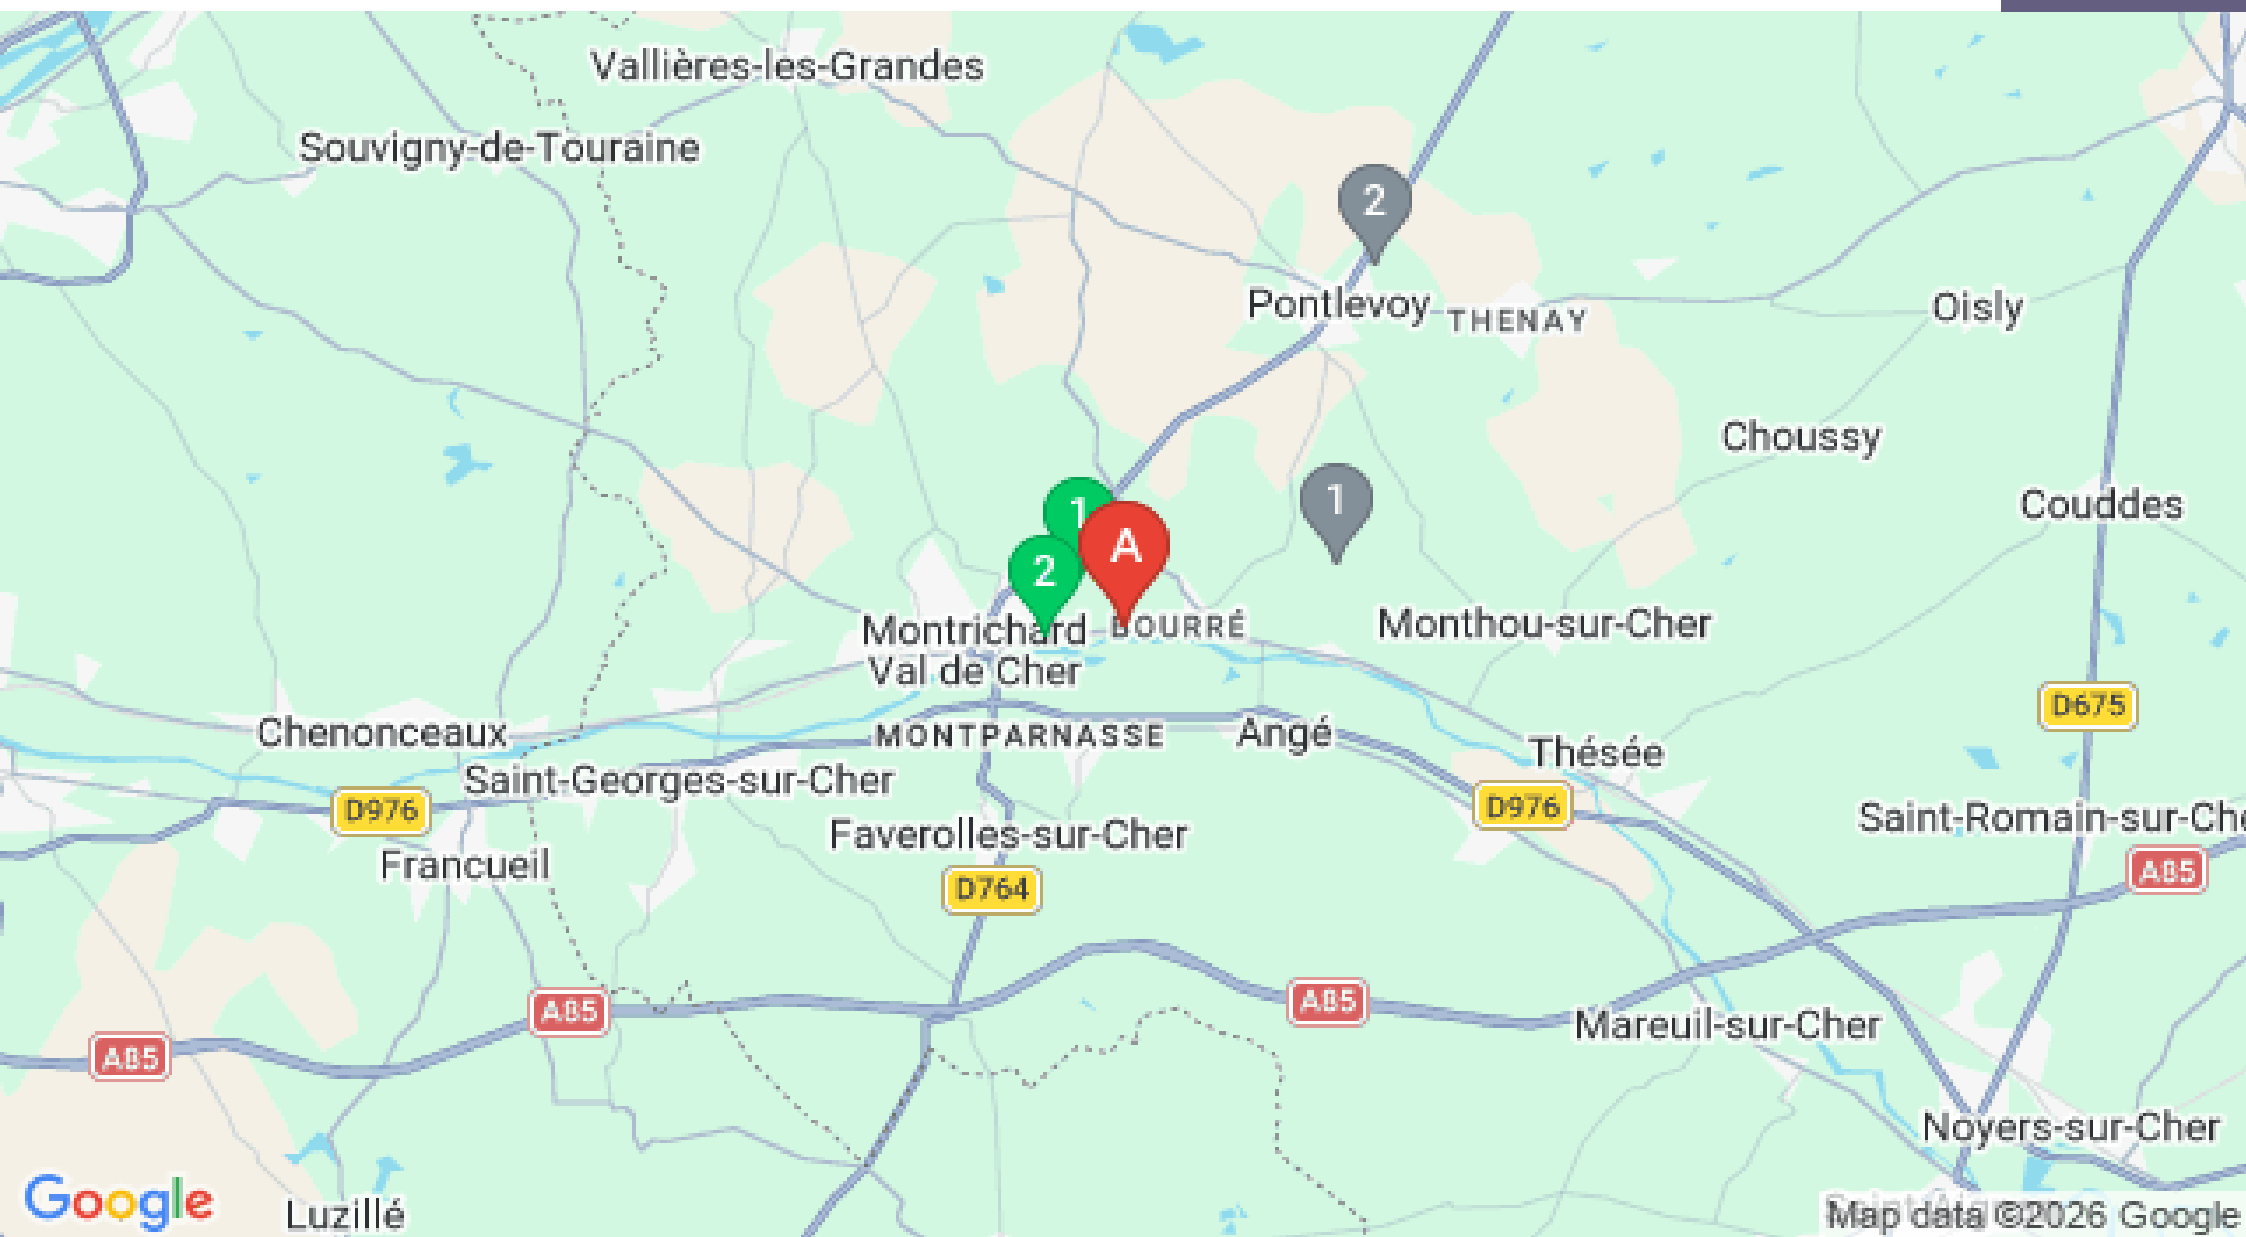 Vallières-les-Grandes
Souvigny-de-Touraine
2
Pontlevoy
THENAY
Oisly
Choussy
Couddes
1
1
A
2
Montrichard
Val de Cher
BOURRÉ
Monthou-sur-Cher
D675
Chenonceaux
MONTPARNASSE
Angé
Thésée
Saint-Georges-sur-Cher
D976
D976
Saint-Romain-sur-Che
Faverolles-sur-Cher
Francueil
A85
D764
A85
A85
Mareuil-sur-Cher
A85
Noyers-sur-Cher
Google
Luzillé
Map data ©2026 Google